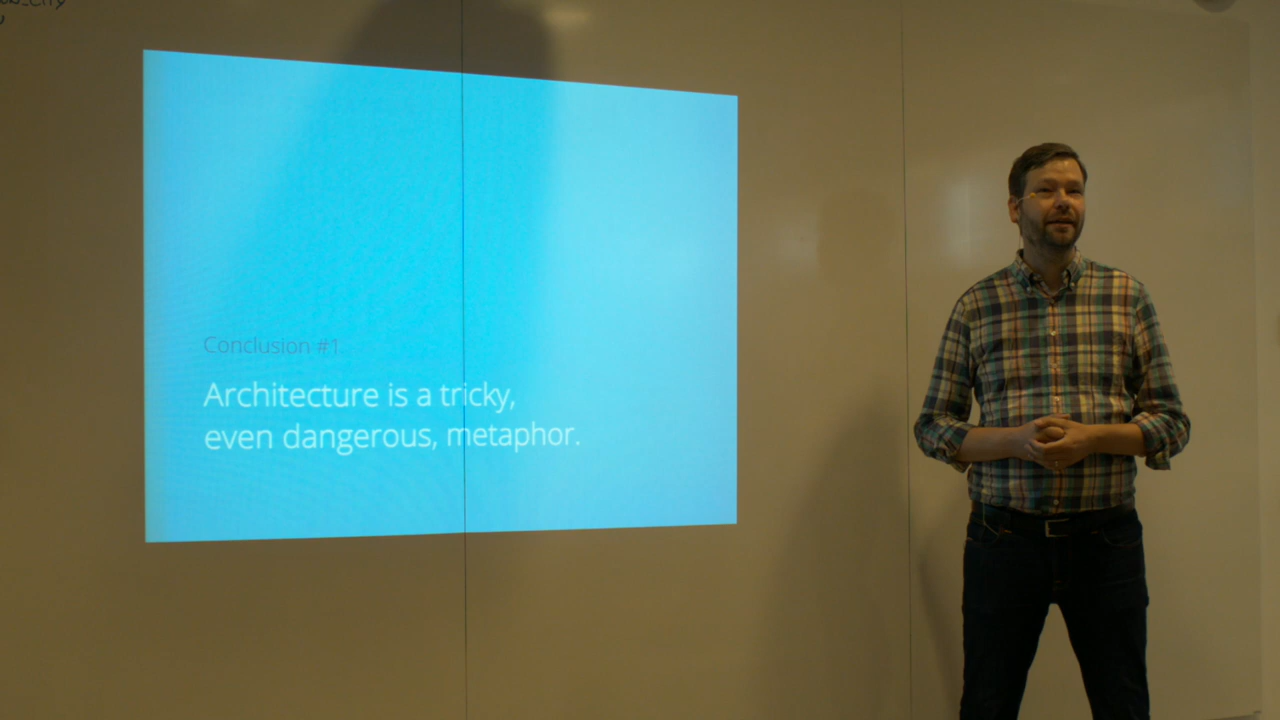 Conclusion #1
Architecture is a tricky,
even dangerous, metaphor.